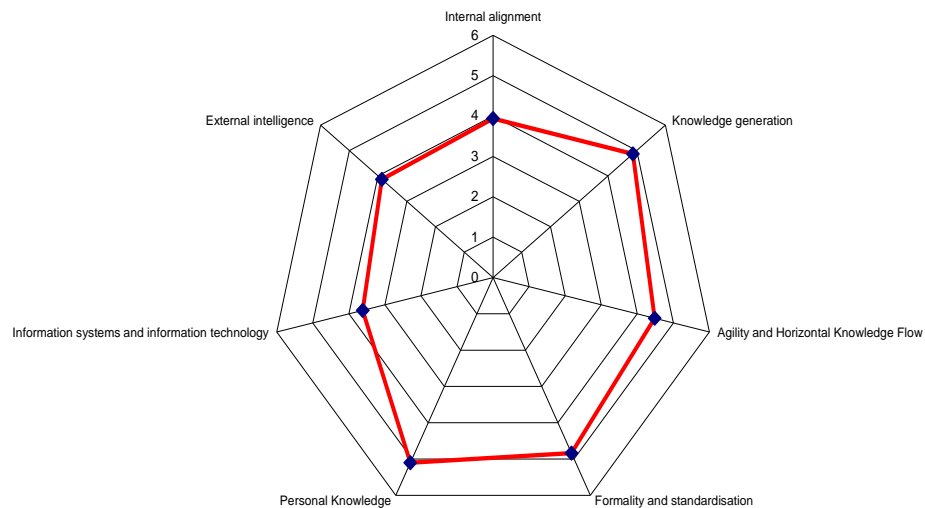 Internal alignment
6
5
External intelligence
4
Knowledge generation
3
2
1
0
Information systems and information technology
Agility and Horizontal Knowledge Flow
Personal Knowledge
Formality and standardisation